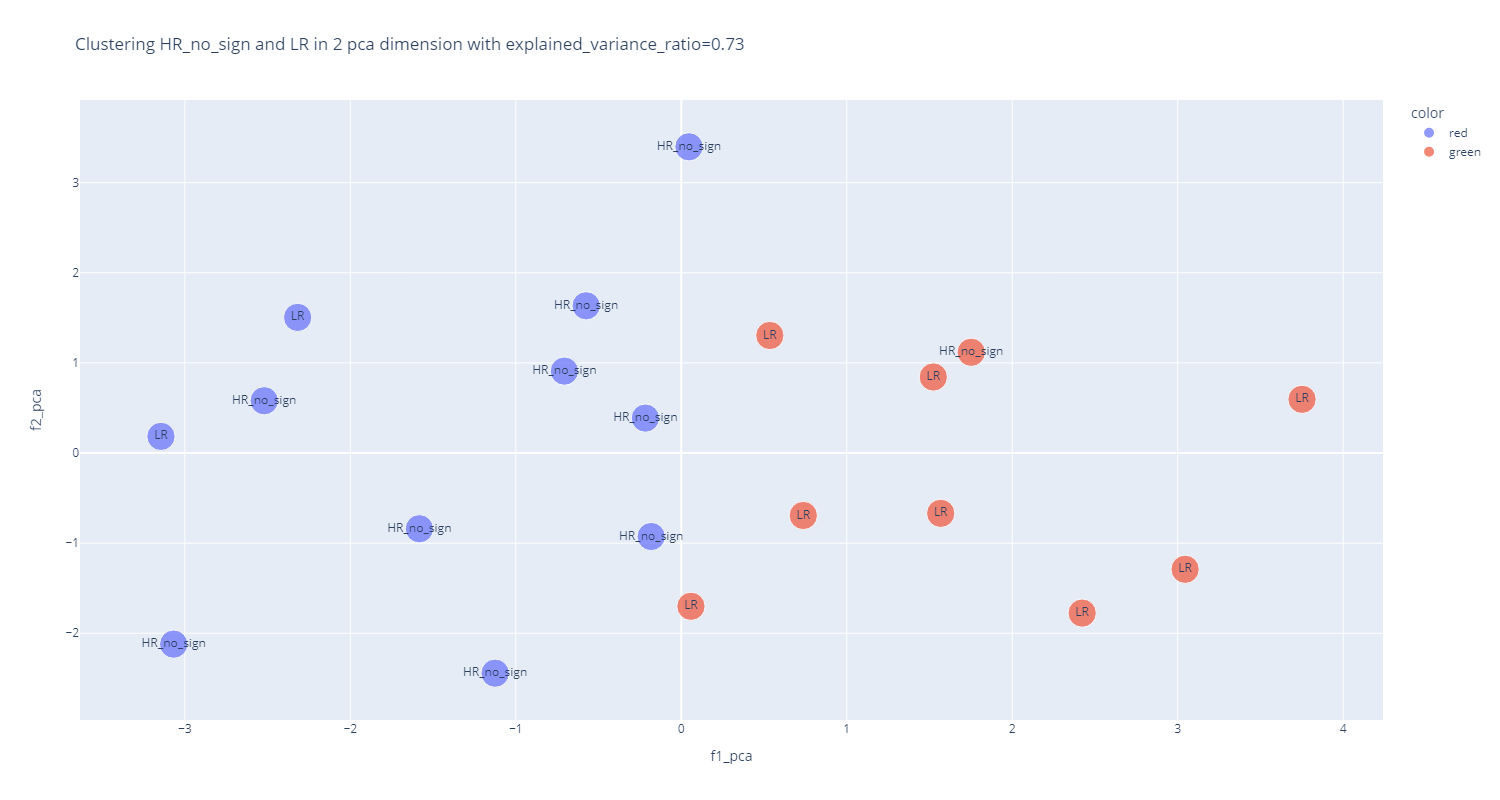 Clustering HR_no_sign and LR in 2 pca dimension with explained_variance_ratio=0.73
color
red
green
HR_no_sign
3
2
HR_no_sign
LR
LR
HR_no_sign
1
HR_no_sign
LR
HR_no_sign
LR
f2_pca
HR_no_sign
LR
0
LR
LR
HR_no_sign
HR_no_sign
−1
LR
LR
−2
LR
HR_no_sign
HR_no_sign
−3 −2 −1 0 1 2 3 4
f1_pca